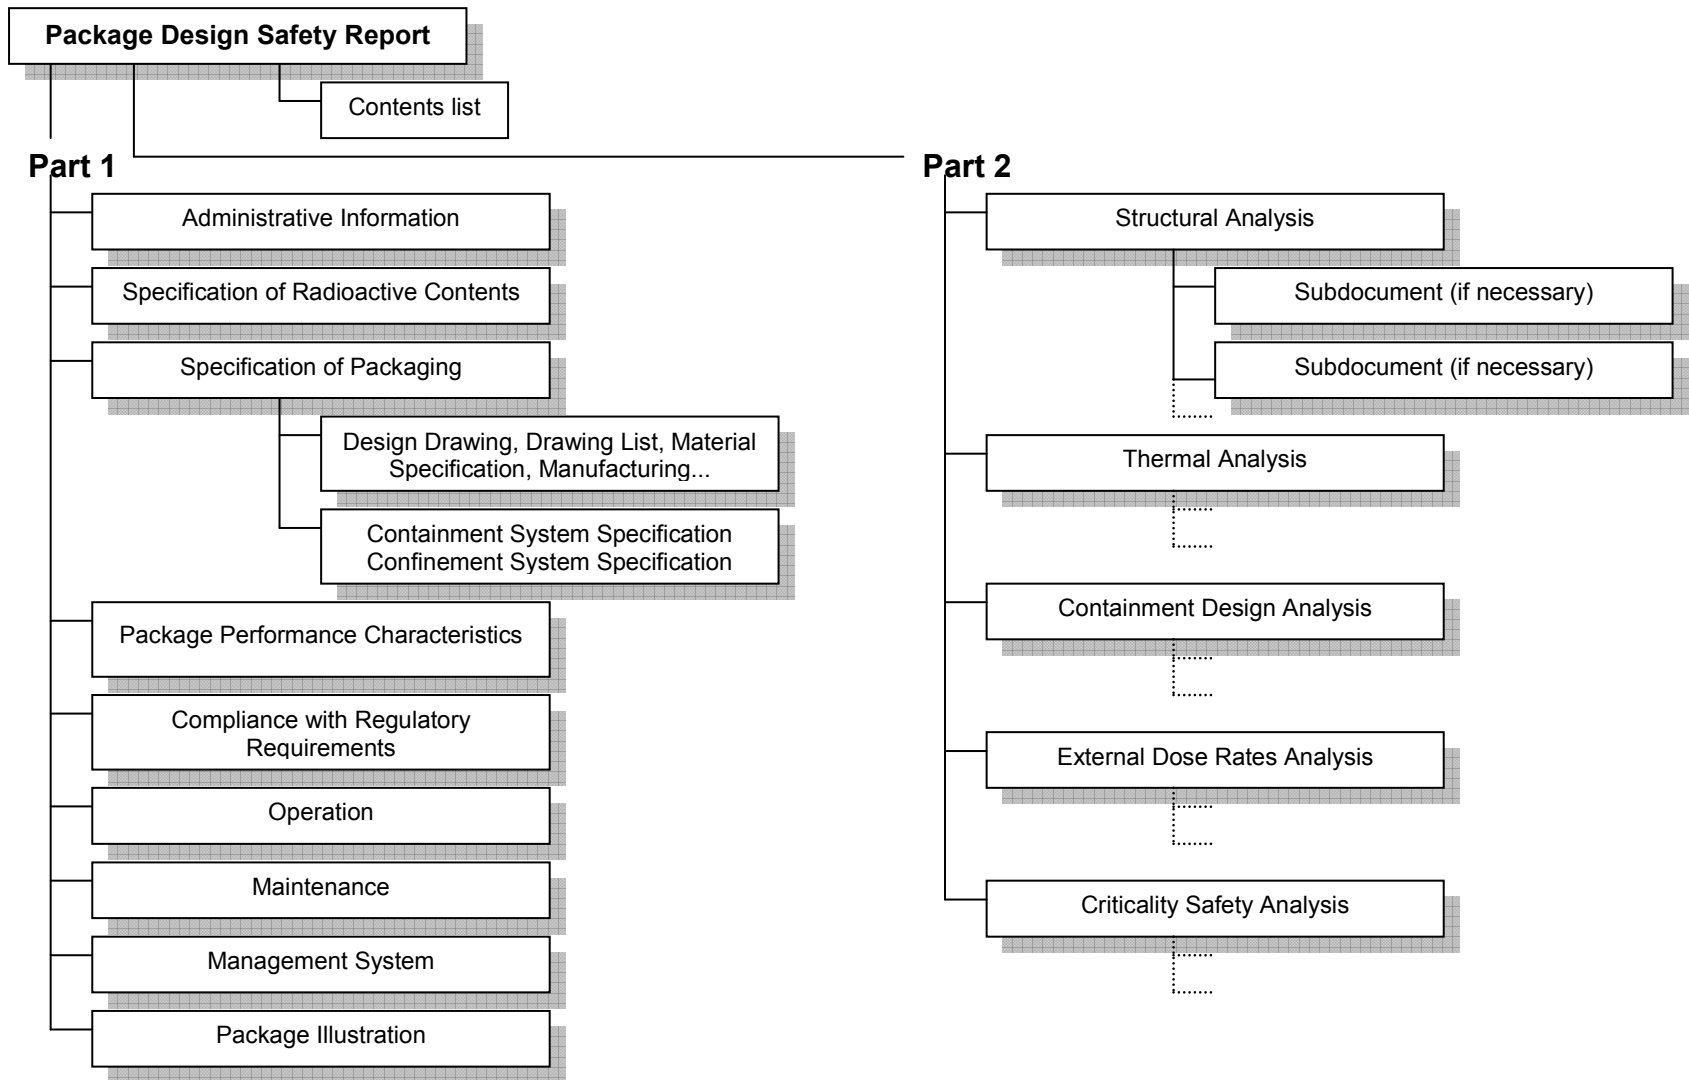 Package Design Safety Report
Contents list
Part 1
Administrative Information
Specification of Radioactive Contents
Specification of Packaging
Design Drawing, Drawing List, Material
Specification, Manufacturing...
Containment System Specification
Confinement System Specification
Package Performance Characteristics
Compliance with Regulatory
Requirements
Operation
Maintenance
Management System
Package Illustration
Part 2
Structural Analysis
Subdocument (if necessary)
Subdocument (if necessary)
Thermal Analysis
Containment Design Analysis
External Dose Rates Analysis
Criticality Safety Analysis